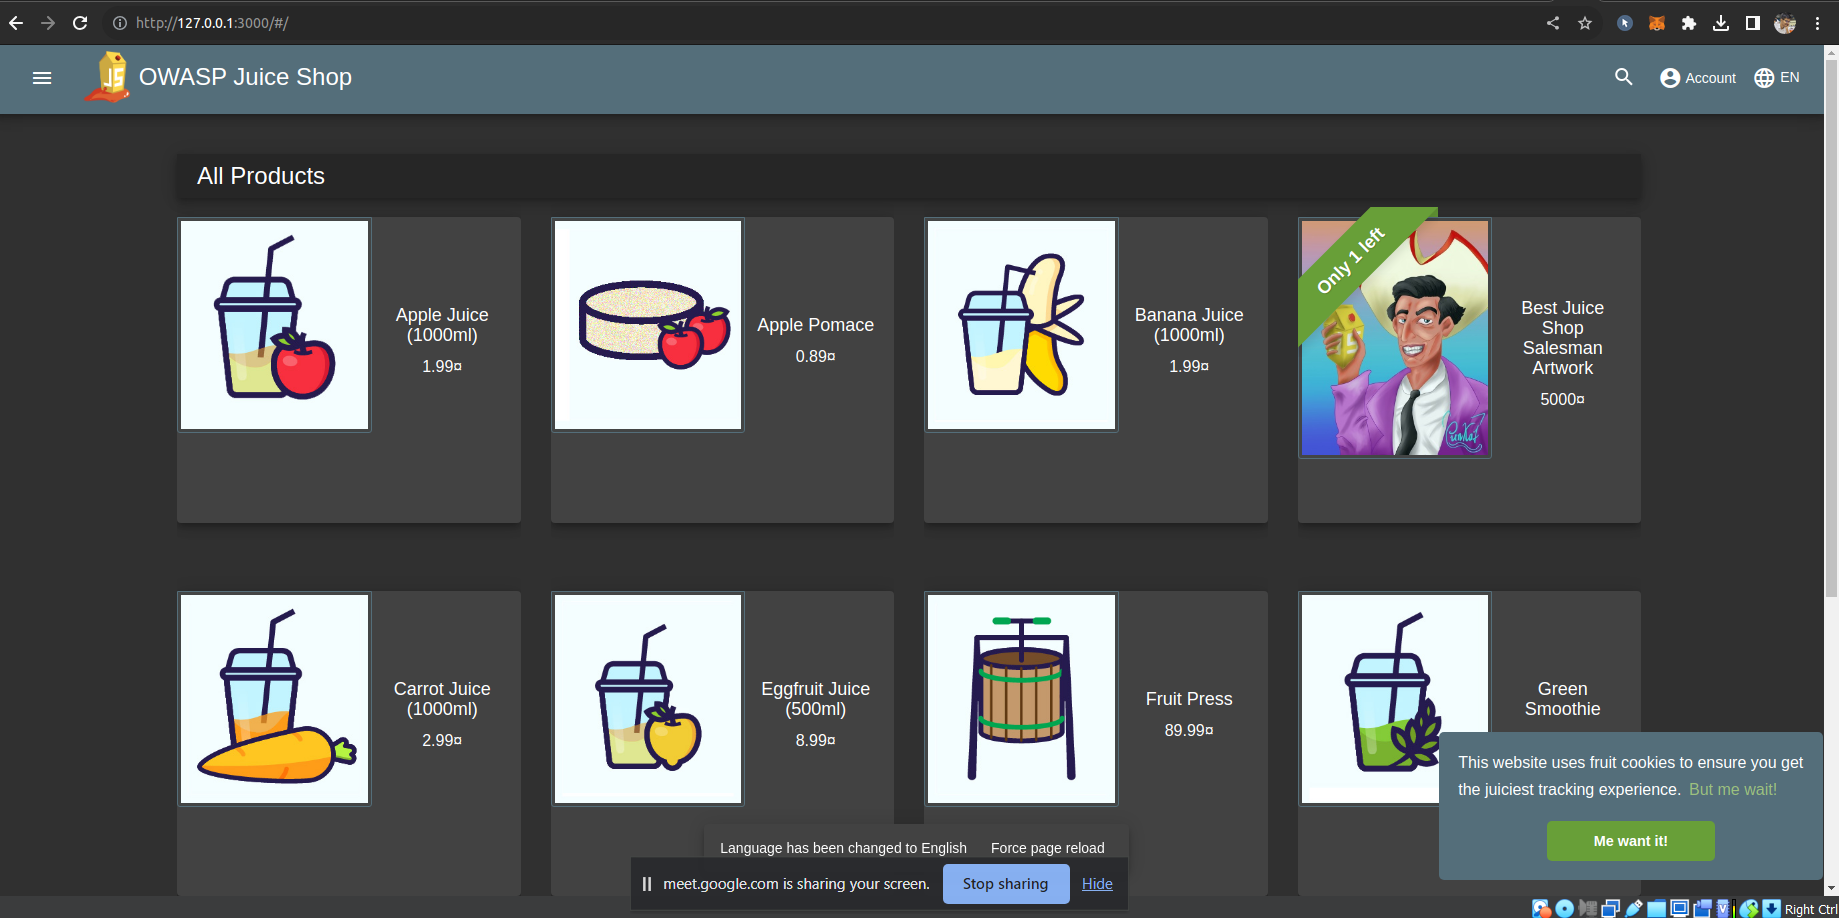 http://127.0.0.1:3000/#/
JS
OWASP Juice Shop
Account
EN
All Products
Apple Juice
(1000ml)
1.99¤
Apple Pomace
0.89¤
Banana Juice
(1000ml)
1.99¤
Only 1 left
Best Juice
Shop
Salesman
Artwork
5000¤
Carrot Juice
(1000ml)
2.99¤
Eggfruit Juice
(500ml)
8.99¤
Fruit Press
89.99¤
Green
Smoothie
This website uses fruit cookies to ensure you get
the juiciest tracking experience. But me wait!
Me want it!
Language has been changed to English Force page reload
meet.google.com is sharing your screen. Stop sharing Hide
Right Ctrl